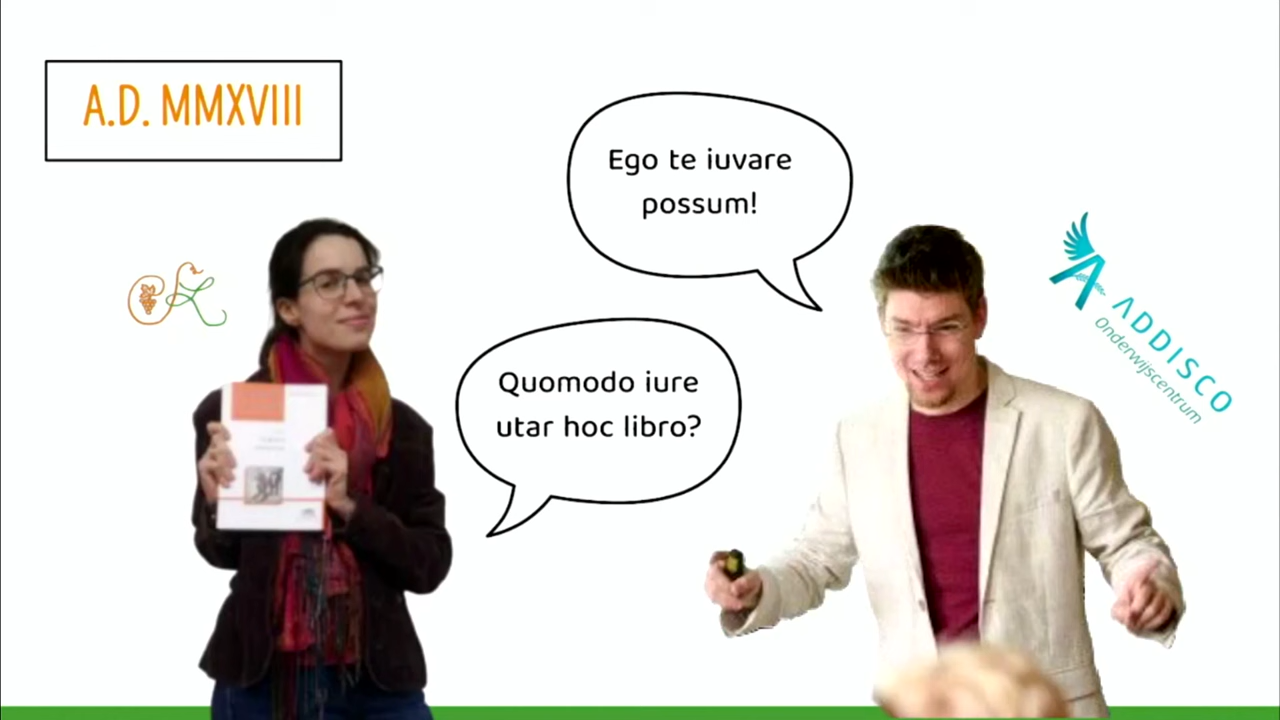 A.D. MMXVIII
Ego te iuvare
possum!
Quomodo iure
utar hoc libro?
ADDISCO
Onderwijscentrum